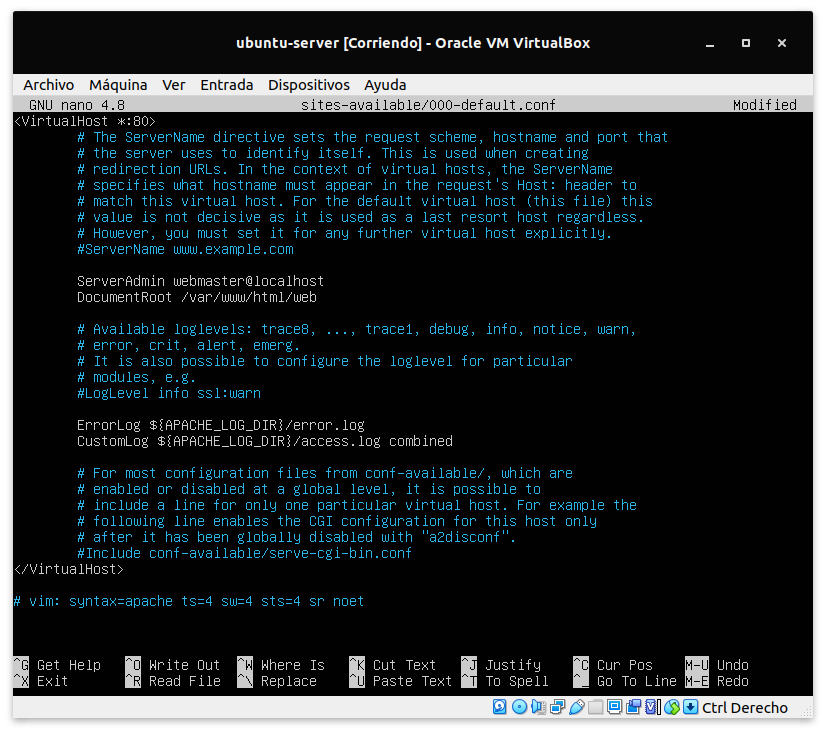 ubuntu-server [Corriendo] - Oracle VM VirtualBox
Archivo Máquina Ver Entrada Dispositivos Ayuda
GNU nano 4.8 sites-available/000-default.conf Modified
<VirtualHost *:80>
# The ServerName directive sets the request scheme, hostname and port that
# the server uses to identify itself. This is used when creating
# redirection URLs. In the context of virtual hosts, the ServerName
# specifies what hostname must appear in the request's Host: header to
# match this virtual host. For the default virtual host (this file) this
# value is not decisive as it is used as a last resort host regardless.
# However, you must set it for any further virtual host explicitly.
#ServerName www.example.com
ServerAdmin webmaster@localhost
DocumentRoot /var/www/html/web
# Available loglevels: trace8, ..., trace1, debug, info, notice, warn,
# error, crit, alert, emerg.
# It is also possible to configure the loglevel for particular
# modules, e.g.
#LogLevel info ssl:warn
ErrorLog ${APACHE_LOG_DIR}/error.log
CustomLog ${APACHE_LOG_DIR}/access.log combined
# For most configuration files from conf-available/, which are
# enabled or disabled at a global level, it is possible to
# include a line for only one particular virtual host. For example the
# following line enables the CGI configuration for this host only
# after it has been globally disabled with "a2disconf".
#Include conf-available/serve-cgi-bin.conf
</VirtualHost>
# vim: syntax=apache ts=4 sw=4 sts=4 sr noet
^G Get Help ^O Write Out ^W Where Is ^K Cut Text ^J Justify ^C Cur Pos M-U Undo
^X Exit ^R Read File ^\ Replace ^U Paste Text ^T To Spell ^_ Go To Line M-E Redo
Ctrl Derecho